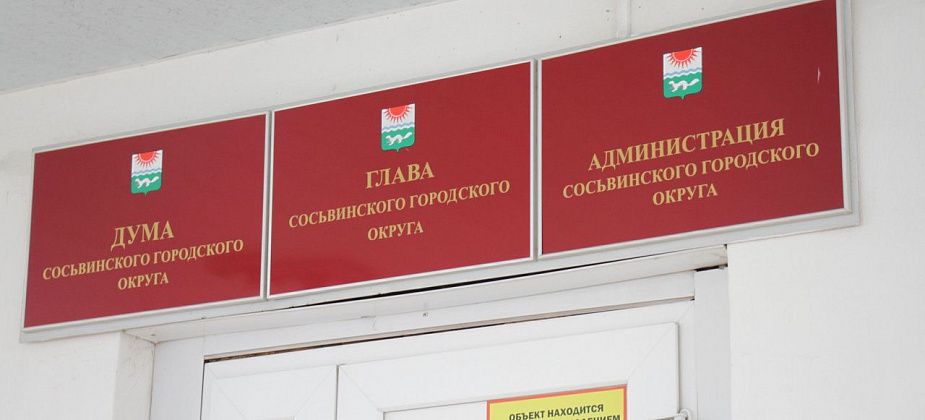 ДУМА
СОСЬВИНСКОГО ГОРОДСКОГО
ОКРУГА
ГЛАВА
СОСЬВИНСКОГО ГОРОДСКОГО
ОКРУГА
АДМИНИСТРАЦИЯ
СОСЬВИНСКОГО ГОРОДСКОГО
ОКРУГА
ОБЪЕКТ НАХОДИТСЯ